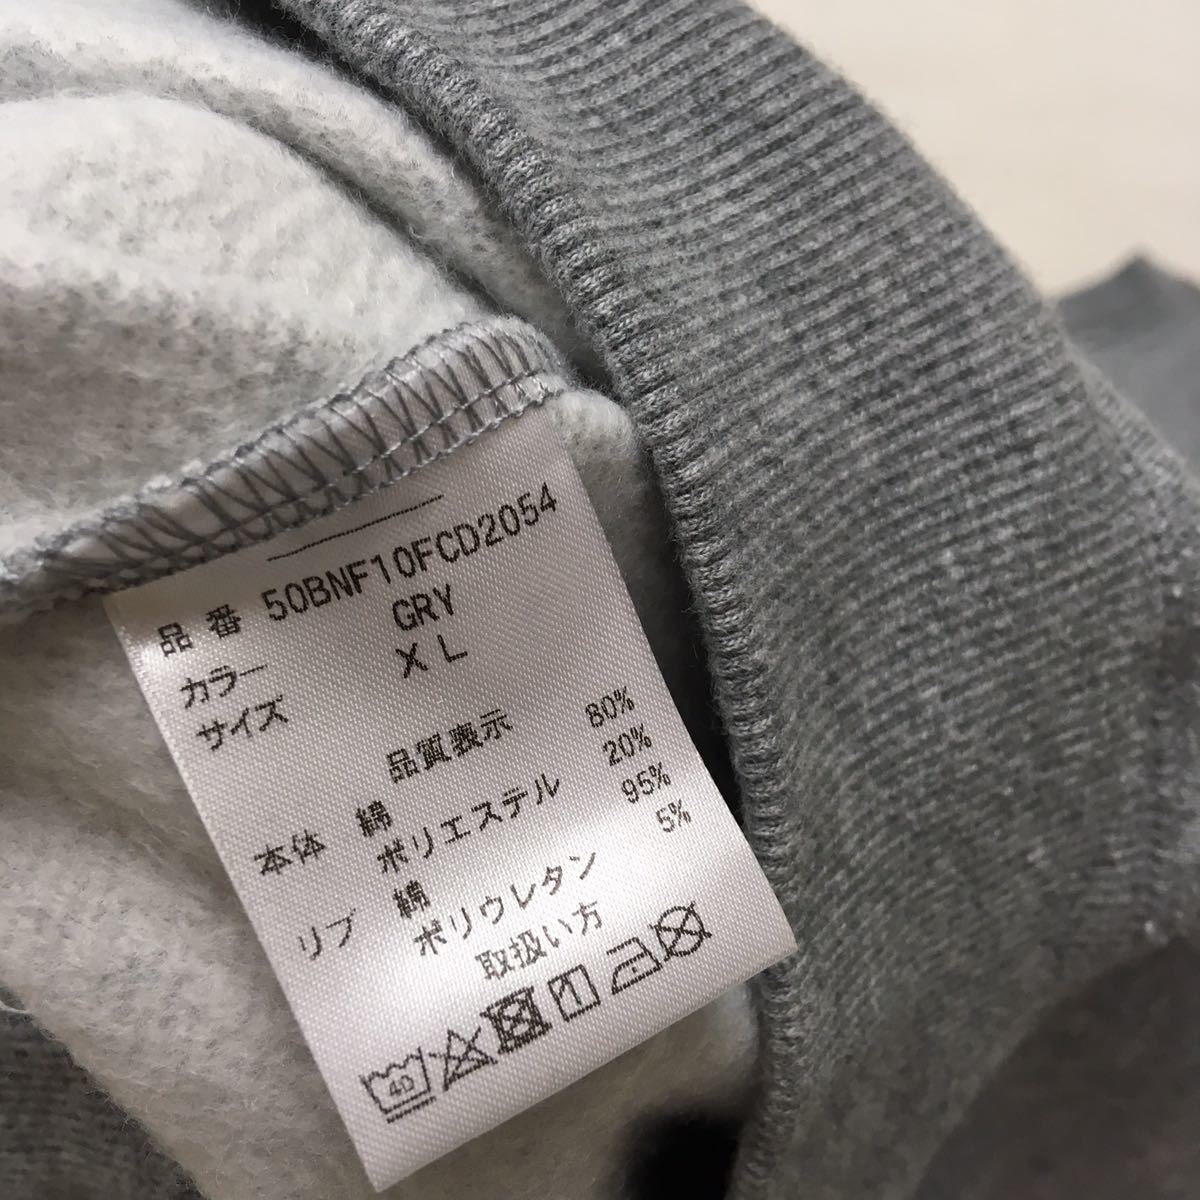 品番 50BNF10FCD2054
カラー GRY
サイズ XL
品質表示
本体 綿 80%
ポリエステル 20%
リブ 綿 95%
ポリウレタン 5%
取扱い方
40